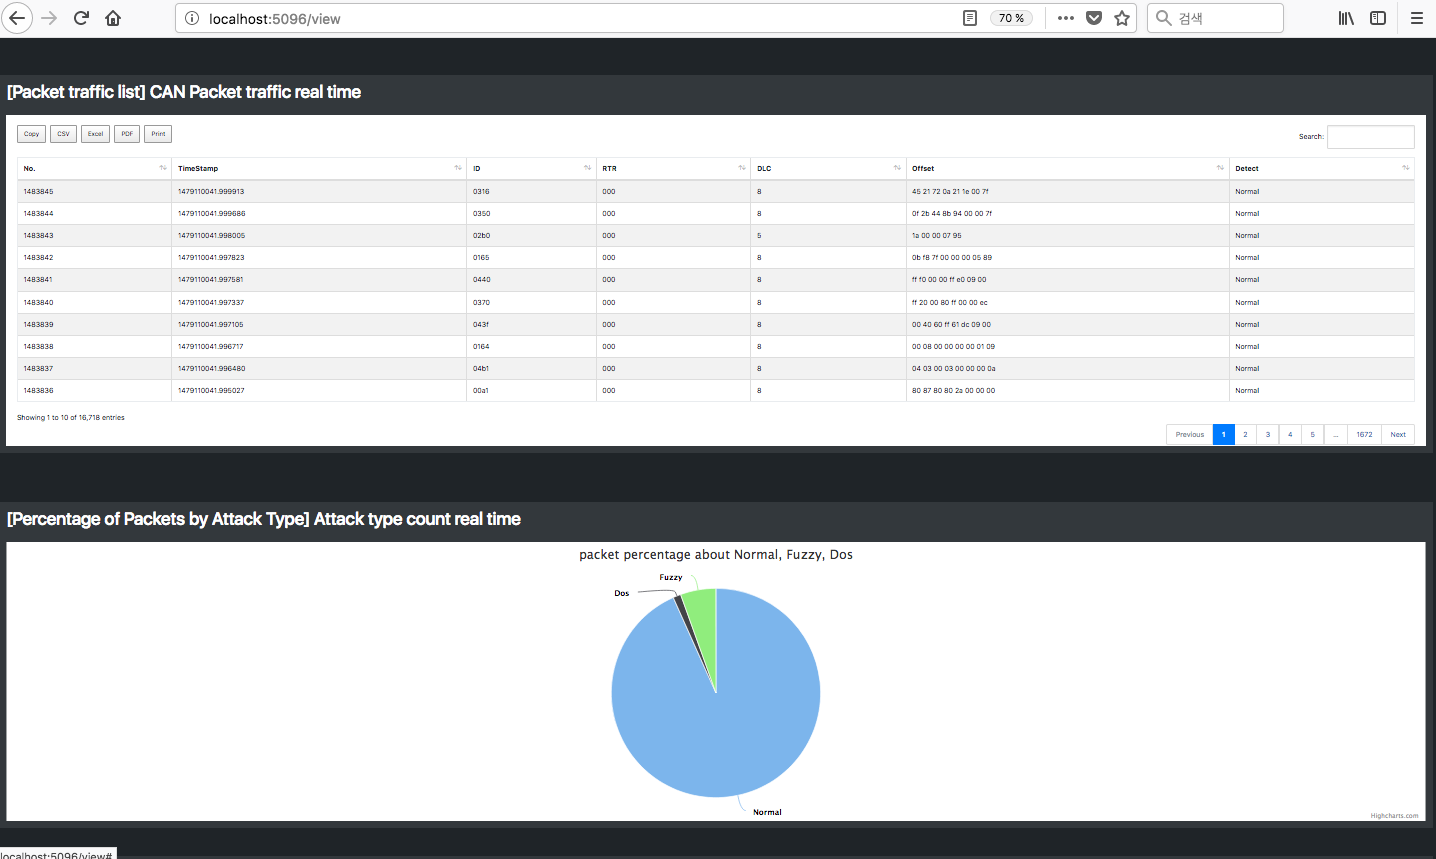 localhost:5096/view 70 % 검색
[Packet traffic list] CAN Packet traffic real time
Copy CSV Excel PDF Print Search:
No. TimeStamp ID RTR DLC Offset Detect
1483845 1479110041.999913 0316 000 8 45 21 72 0a 21 1e 00 7f Normal
1483844 1479110041.999686 0350 000 8 0f 2b 44 8b 94 00 00 7f Normal
1483843 1479110041.998005 02b0 000 5 1a 00 00 07 95 Normal
1483842 1479110041.997823 0165 000 8 0b f8 7f 00 00 00 05 89 Normal
1483841 1479110041.997581 0440 000 8 ff f0 00 00 ff e0 09 00 Normal
1483840 1479110041.997337 0370 000 8 ff 20 00 80 ff 00 00 ec Normal
1483839 1479110041.997105 043f 000 8 00 40 60 ff 61 dc 09 00 Normal
1483838 1479110041.996717 0164 000 8 00 08 00 00 00 00 01 09 Normal
1483837 1479110041.996480 04b1 000 8 04 03 00 03 00 00 00 0a Normal
1483836 1479110041.995027 00a1 000 8 80 87 80 80 2a 00 00 00 Normal
Showing 1 to 10 of 16,718 entries
Previous 1 2 3 4 5 ... 1672 Next
[Percentage of Packets by Attack Type] Attack type count real time
packet percentage about Normal, Fuzzy, Dos
Fuzzy
Dos
Normal
Highcharts.com
localhost:5096/view#